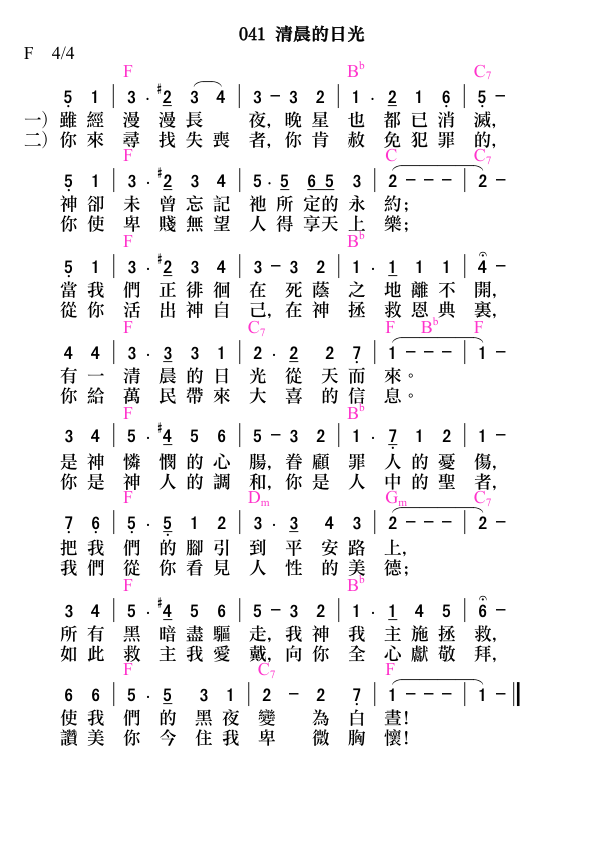 041 清晨的日光
F 4/4
F B♭ C7
5 1 | 3 . #2 3 4 | 3 – 3 2 | 1 . 2 1 6 | 5 –
一) 雖 經 漫 漫 長 夜, 晚 星 也 都 已 消 滅,
二) 你 來 尋 找 失 喪 者, 你 肯 赦 免 犯 罪 的,
F C C7
5 1 | 3 . #2 3 4 | 5 . 5 6 5 3 | 2 – – – | 2 –
神 卻 未 曾 忘 記 祂 所 定 的 永 約;
你 使 卑 賤 無 望 人 得 享 天 上 樂;
F B♭
5 1 | 3 . #2 3 4 | 3 – 3 2 | 1 . 1 1 1 | 4 –
當 我 們 正 徘 徊 在 死 蔭 之 地 離 不 開,
從 你 活 出 神 自 己, 在 神 拯 救 恩 典 裏,
F C7 F B♭ F
4 4 | 3 . 3 3 1 | 2 . 2 2 7 | 1 – – – | 1 –
有 一 清 晨 的 日 光 從 天 而 來。
你 給 萬 民 帶 來 大 喜 的 信 息。
F B♭
3 4 | 5 . #4 5 6 | 5 – 3 2 | 1 . 7 1 2 | 1 –
是 神 憐 憫 的 心 腸, 眷 顧 罪 人 的 憂 傷,
你 是 神 人 的 調 和, 你 是 人 中 的 聖 者,
F Dm Gm C7
7 6 | 5 . 5 1 2 | 3 . 3 4 3 | 2 – – – | 2 –
把 我 們 的 腳 引 到 平 安 路 上,
我 們 從 你 看 見 人 性 的 美 德;
F B♭
3 4 | 5 . #4 5 6 | 5 – 3 2 | 1 . 1 4 5 | 6 –
所 有 黑 暗 盡 驅 走, 我 神 我 主 施 拯 救,
如 此 救 主 我 愛 戴, 向 你 全 心 獻 敬 拜,
F C7 F
6 6 | 5 . 5 3 1 | 2 – 2 7 | 1 – – – | 1 – ‖
使 我 們 的 黑 夜 變 為 白 晝!
讚 美 你 今 住 我 卑 微 胸 懷!